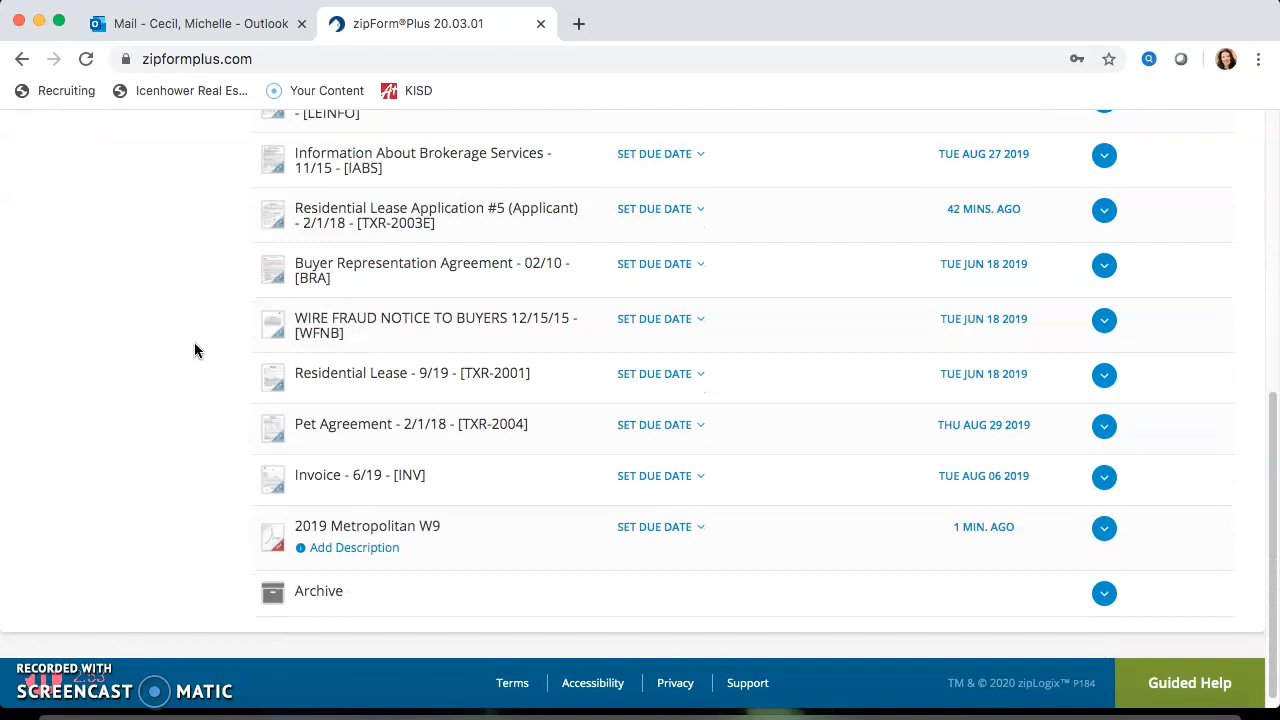 Mail - Cecil, Michelle - Outlook
zipForm®Plus 20.03.01
zipformplus.com
Recruiting
Icenhower Real Es...
Your Content
KISD
- [LEINFO]
Information About Brokerage Services -
11/15 - [IABS]
SET DUE DATE
TUE AUG 27 2019
Residential Lease Application #5 (Applicant)
- 2/1/18 - [TXR-2003E]
SET DUE DATE
42 MINS. AGO
Buyer Representation Agreement - 02/10 -
[BRA]
SET DUE DATE
TUE JUN 18 2019
WIRE FRAUD NOTICE TO BUYERS 12/15/15 -
[WFNB]
SET DUE DATE
TUE JUN 18 2019
Residential Lease - 9/19 - [TXR-2001]
SET DUE DATE
TUE JUN 18 2019
Pet Agreement - 2/1/18 - [TXR-2004]
SET DUE DATE
THU AUG 29 2019
Invoice - 6/19 - [INV]
SET DUE DATE
TUE AUG 06 2019
2019 Metropolitan W9
SET DUE DATE
1 MIN. AGO
Add Description
Archive
RECORDED WITH
SCREENCAST MATIC
Terms
Accessibility
Privacy
Support
TM & © 2020 zipLogix™ P184
Guided Help